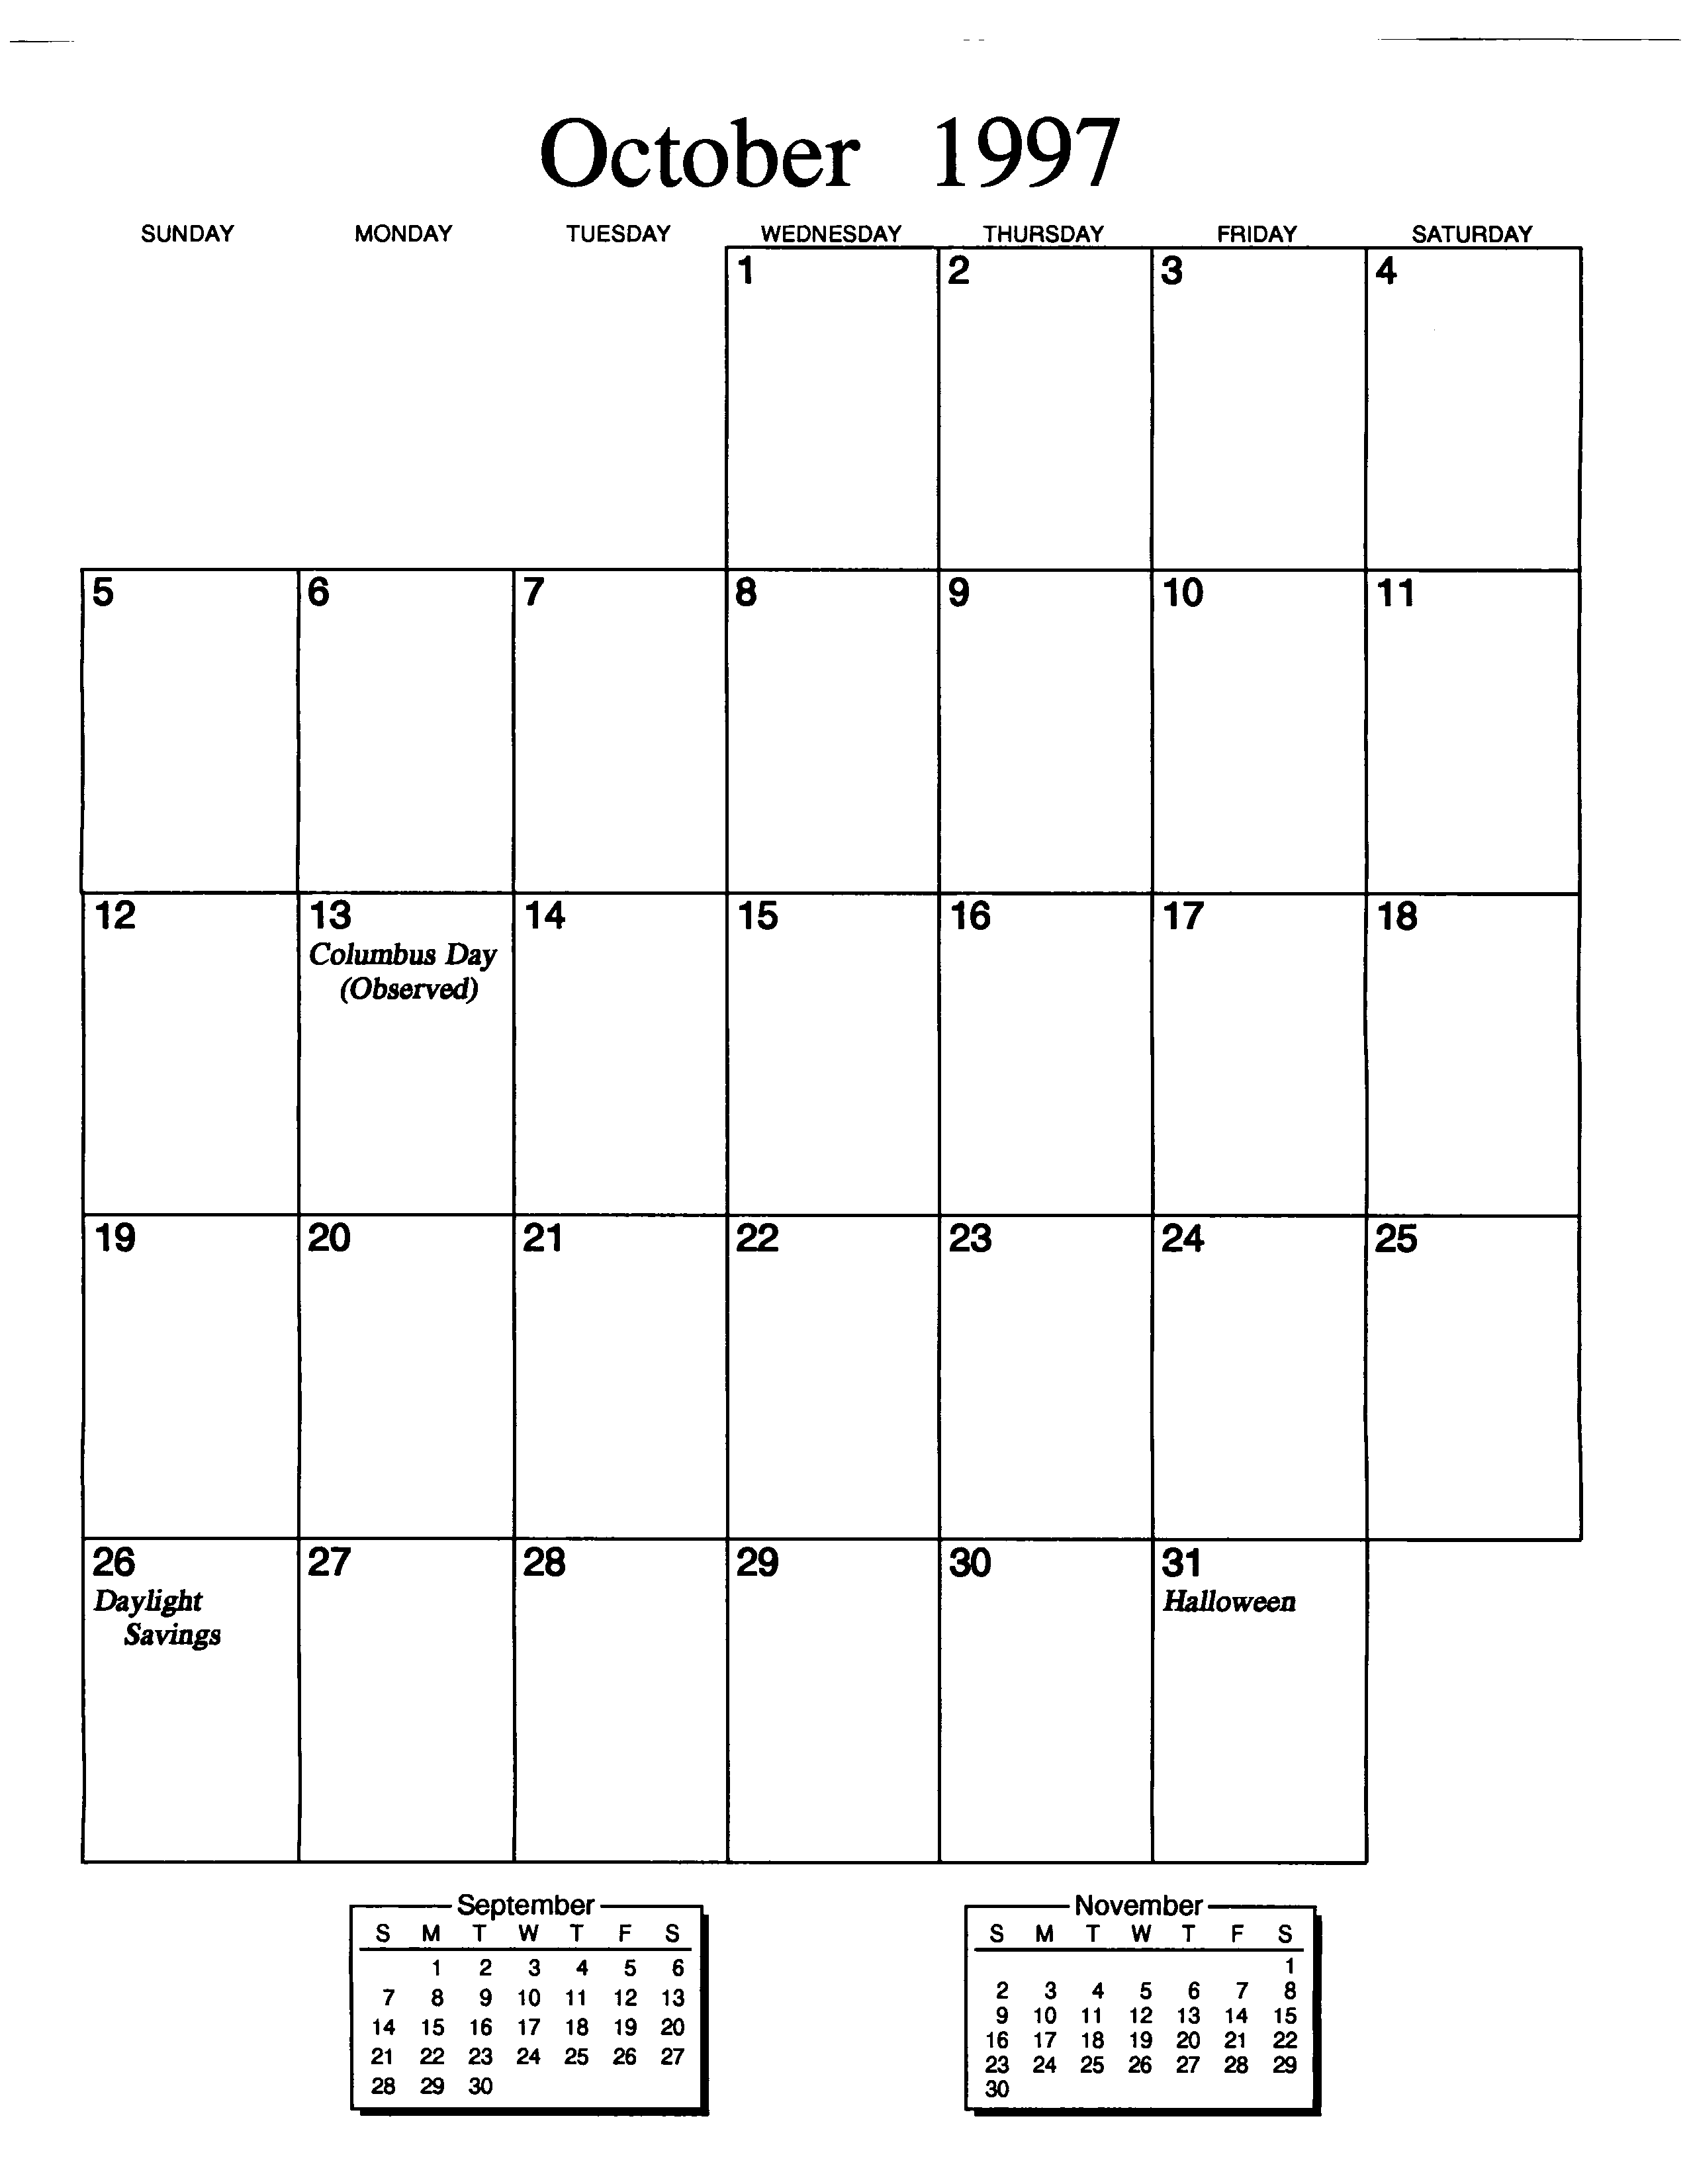 October 1997
SUNDAY MONDAY TUESDAY WEDNESDAY THURSDAY FRIDAY SATURDAY
1 2 3 4
5 6 7 8 9 10 11
12 13 14 15 16 17 18
Columbus Day
(Observed)
19 20 21 22 23 24 25
26 27 28 29 30 31
Daylight Halloween
Savings
September
S M T W T F S
1 2 3 4 5 6
7 8 9 10 11 12 13
14 15 16 17 18 19 20
21 22 23 24 25 26 27
28 29 30
November
S M T W T F S
1
2 3 4 5 6 7 8
9 10 11 12 13 14 15
16 17 18 19 20 21 22
23 24 25 26 27 28 29
30